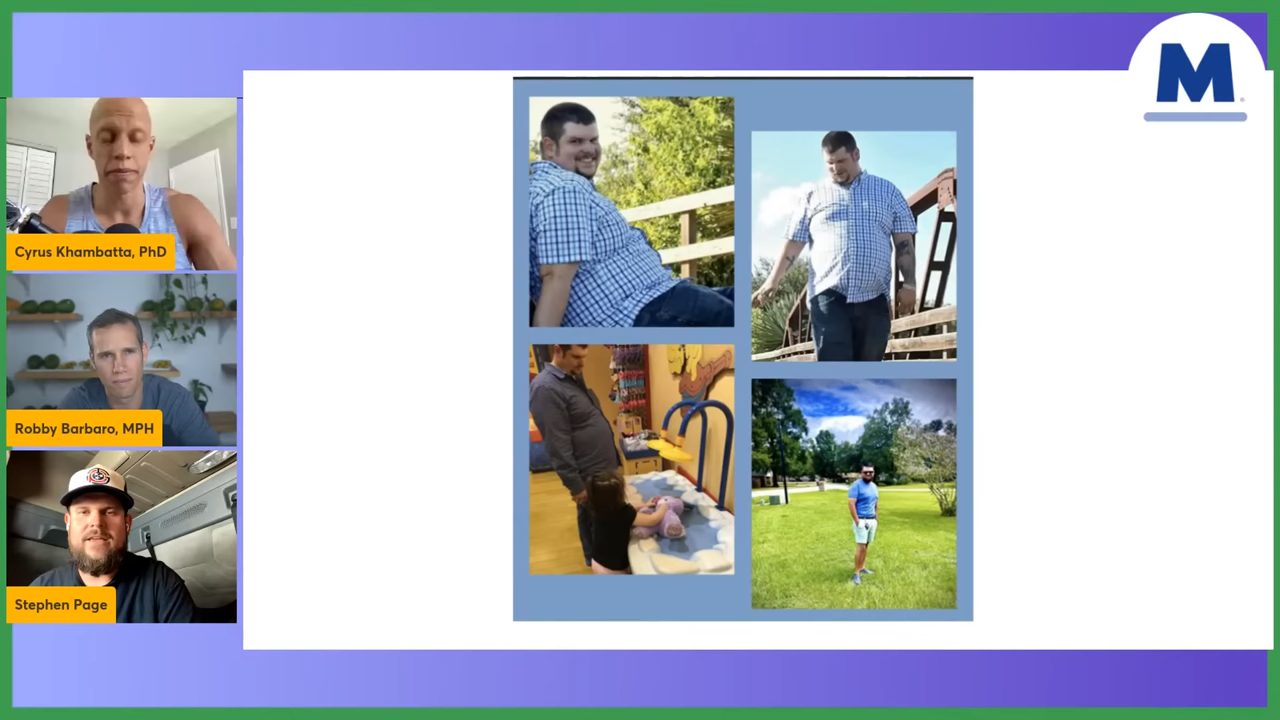 M
Cyrus Khambatta, PhD
Robby Barbaro, MPH
Stephen Page